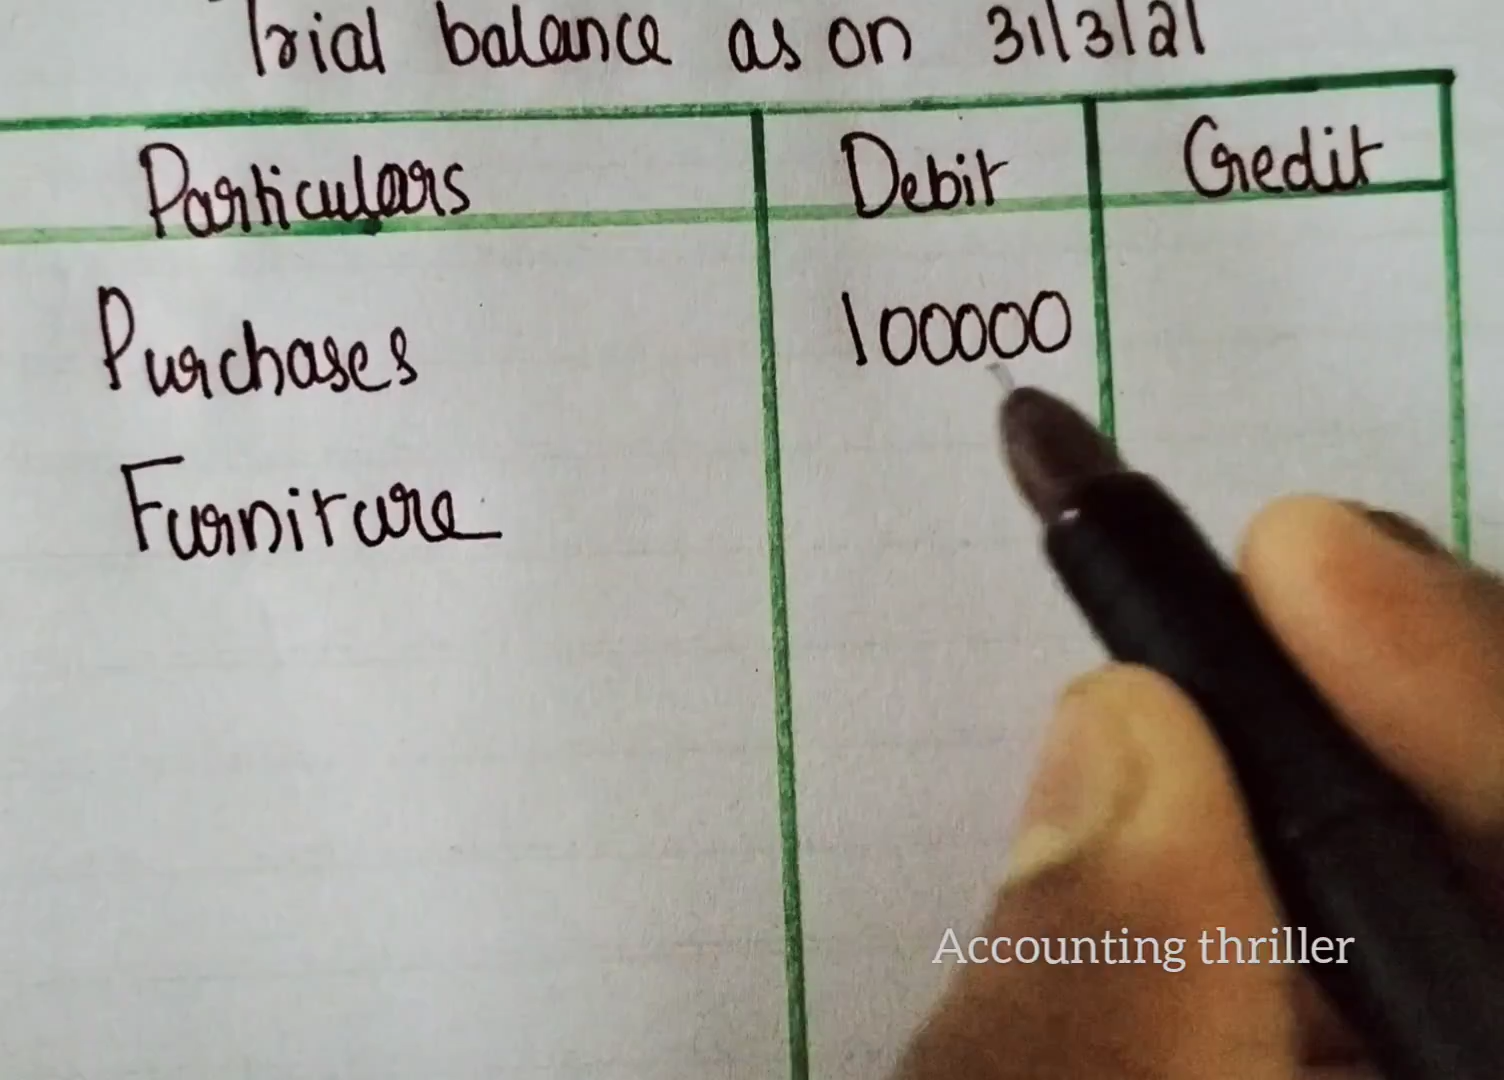 Trial balance as on 31/3/21
Particulars Debit Credit
Purchases 100000
Furniture
Accounting thriller